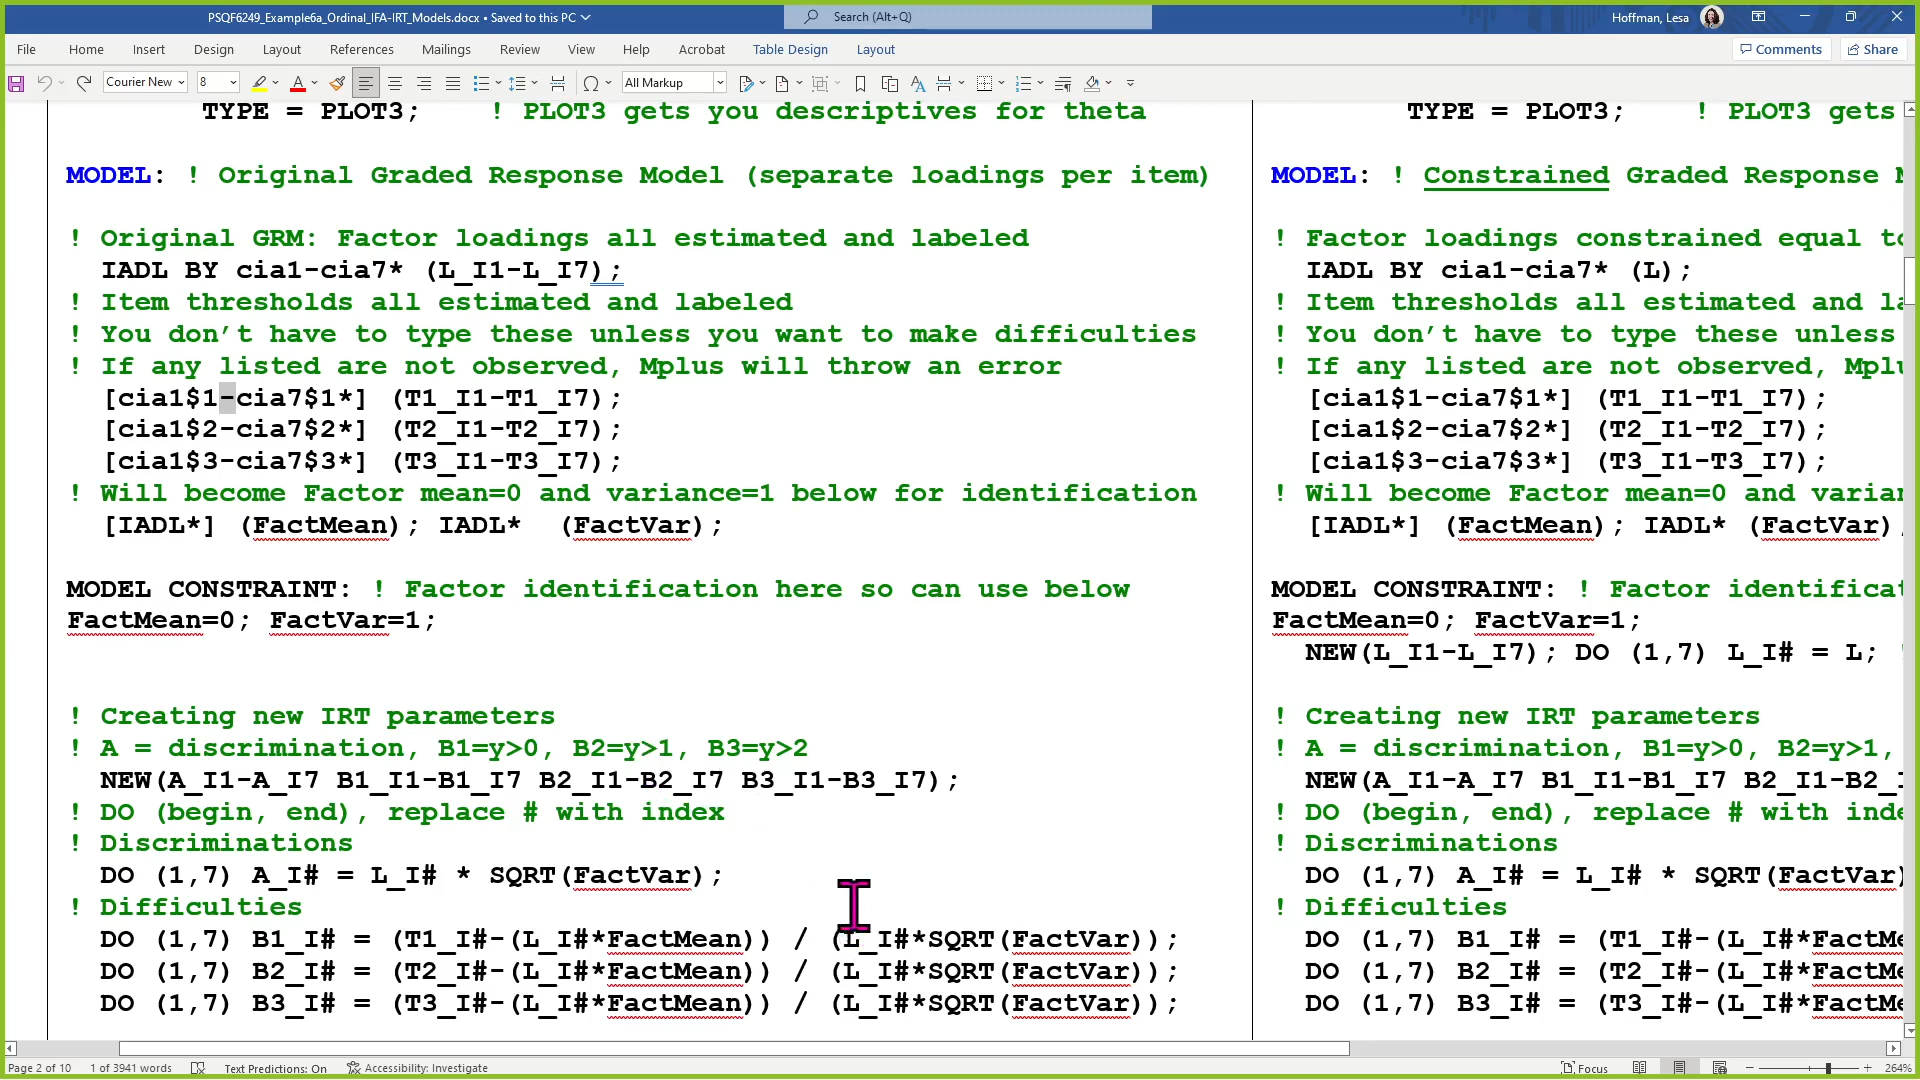 PSQF6249_Example6a_Ordinal_IFA-IRT_Models.docx • Saved to this PC
Search (Alt+Q)
Hoffman, Lesa
File Home Insert Design Layout References Mailings Review View Help Acrobat Table Design Layout
Comments Share
Courier New 8 All Markup
TYPE = PLOT3; ! PLOT3 gets you descriptives for theta
MODEL: ! Original Graded Response Model (separate loadings per item)
! Original GRM: Factor loadings all estimated and labeled
IADL BY cia1-cia7* (L_I1-L_I7);
! Item thresholds all estimated and labeled
! You don’t have to type these unless you want to make difficulties
! If any listed are not observed, Mplus will throw an error
[cia1$1-cia7$1*] (T1_I1-T1_I7);
[cia1$2-cia7$2*] (T2_I1-T2_I7);
[cia1$3-cia7$3*] (T3_I1-T3_I7);
! Will become Factor mean=0 and variance=1 below for identification
[IADL*] (FactMean); IADL* (FactVar);
MODEL CONSTRAINT: ! Factor identification here so can use below
FactMean=0; FactVar=1;
! Creating new IRT parameters
! A = discrimination, B1=y>0, B2=y>1, B3=y>2
NEW(A_I1-A_I7 B1_I1-B1_I7 B2_I1-B2_I7 B3_I1-B3_I7);
! DO (begin, end), replace # with index
! Discriminations
DO (1,7) A_I# = L_I# * SQRT(FactVar);
! Difficulties
DO (1,7) B1_I# = (T1_I#-(L_I#*FactMean)) / (L_I#*SQRT(FactVar));
DO (1,7) B2_I# = (T2_I#-(L_I#*FactMean)) / (L_I#*SQRT(FactVar));
DO (1,7) B3_I# = (T3_I#-(L_I#*FactMean)) / (L_I#*SQRT(FactVar));
TYPE = PLOT3; ! PLOT3 gets
MODEL: ! Constrained Graded Response
! Factor loadings constrained equal
IADL BY cia1-cia7* (L);
! Item thresholds all estimated and
! You don’t have to type these unless
! If any listed are not observed,
[cia1$1-cia7$1*] (T1_I1-T1_I7);
[cia1$2-cia7$2*] (T2_I1-T2_I7);
[cia1$3-cia7$3*] (T3_I1-T3_I7);
! Will become Factor mean=0 and
[IADL*] (FactMean); IADL* (FactVar)
MODEL CONSTRAINT: ! Factor
FactMean=0; FactVar=1;
NEW(L_I1-L_I7); DO (1,7) L_I# = L;
! Creating new IRT parameters
! A = discrimination, B1=y>0, B2=y>1,
NEW(A_I1-A_I7 B1_I1-B1_I7 B2_I1-B2_
! DO (begin, end), replace # with
! Discriminations
DO (1,7) A_I# = L_I# * SQRT(FactVar)
! Difficulties
DO (1,7) B1_I# = (T1_I#-(L_I#*
DO (1,7) B2_I# = (T2_I#-(L_I#*
DO (1,7) B3_I# = (T3_I#-(L_I#*
Page 2 of 10 1 of 3941 words Text Predictions: On Accessibility: Investigate Focus 264%